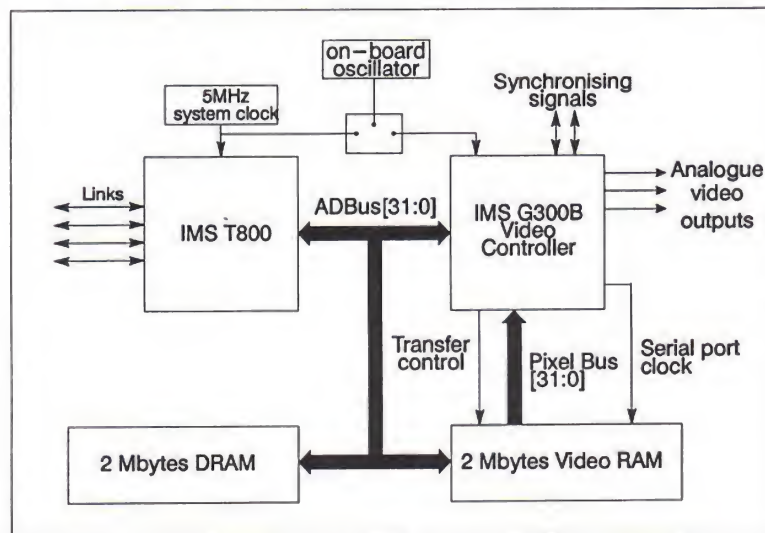 on-board
oscillator
5MHz
system clock
Synchronising
signals
Links
IMS T800
ADBus[31:0]
IMS G300B
Video
Controller
Analogue
video
outputs
Transfer
control
Pixel Bus
[31:0]
Serial port
clock
2 Mbytes DRAM
2 Mbytes Video RAM